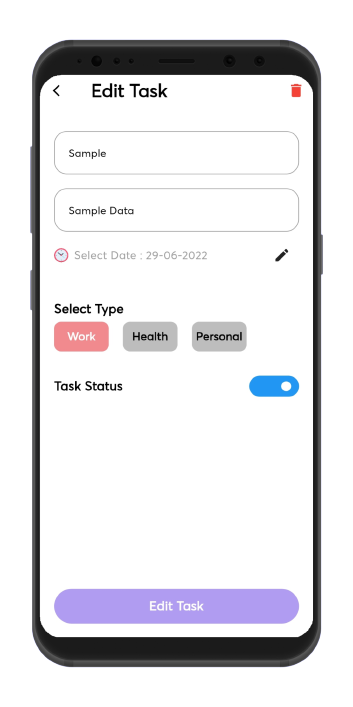 Edit Task
Sample
Sample Data
Select Date : 29-06-2022
Select Type
Work Health Personal
Task Status
Edit Task